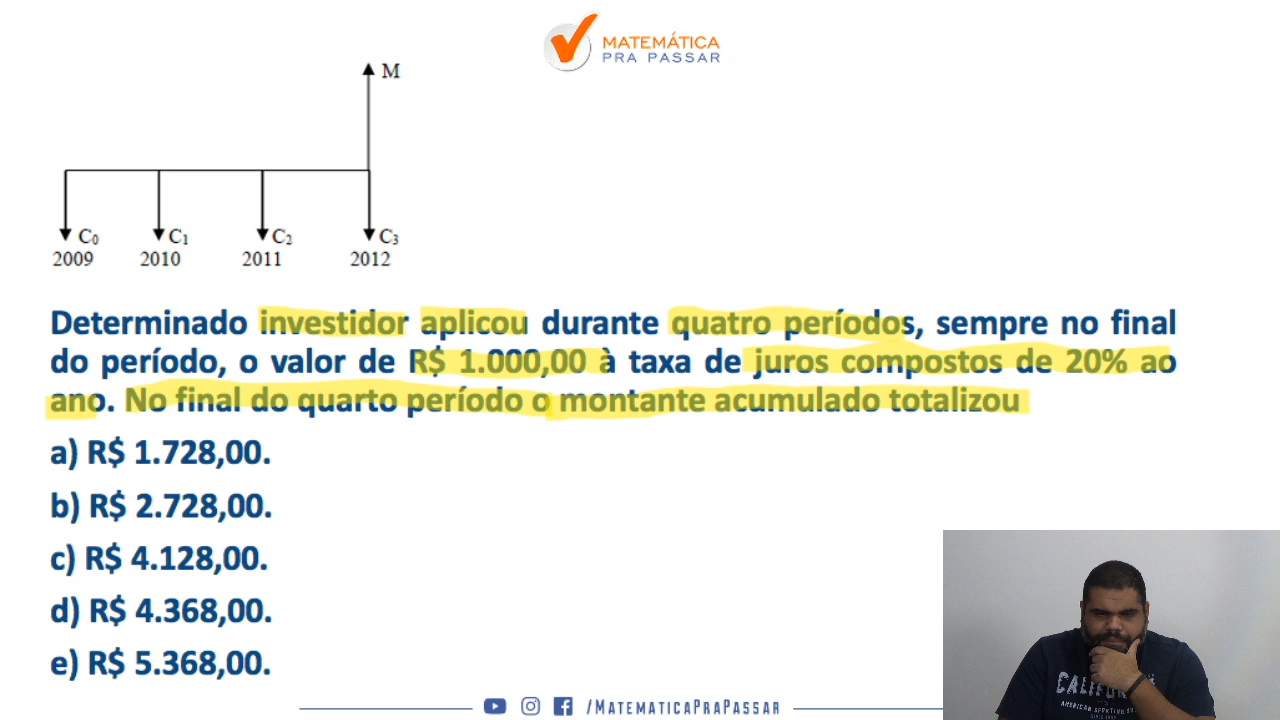 MATEMÁTICA
PRA PASSAR
M
C0 C1 C2 C3
2009 2010 2011 2012
Determinado investidor aplicou durante quatro períodos, sempre no final
do período, o valor de R$ 1.000,00 à taxa de juros compostos de 20% ao
ano. No final do quarto período o montante acumulado totalizou
a) R$ 1.728,00.
b) R$ 2.728,00.
c) R$ 4.128,00.
d) R$ 4.368,00.
e) R$ 5.368,00.
/MATEMATICAPRAPASSAR